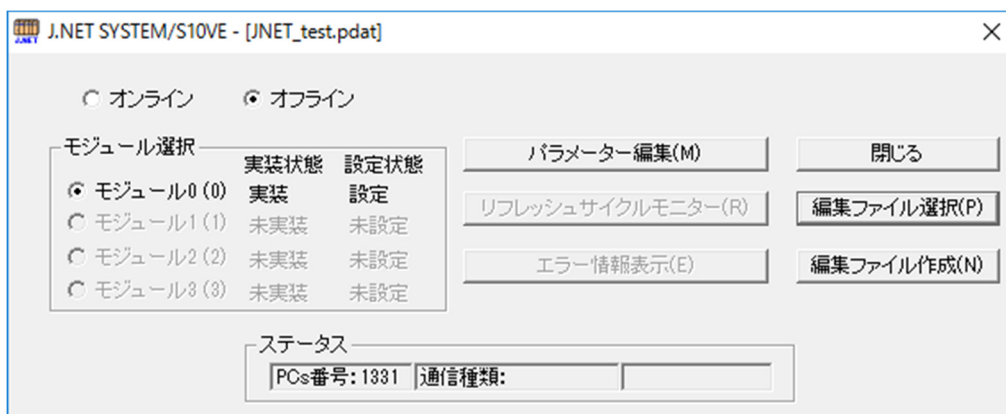 J.NET SYSTEM/S10VE - [JNET_test.pdat]
オンライン オフライン
モジュール選択
実装状態 設定状態
モジュール0 (0) 実装 設定
モジュール1 (1) 未実装 未設定
モジュール2 (2) 未実装 未設定
モジュール3 (3) 未実装 未設定
パラメーター編集(M)
リフレッシュサイクルモニター(R)
エラー情報表示(E)
閉じる
編集ファイル選択(P)
編集ファイル作成(N)
ステータス
PCs番号: 1331 通信種類: